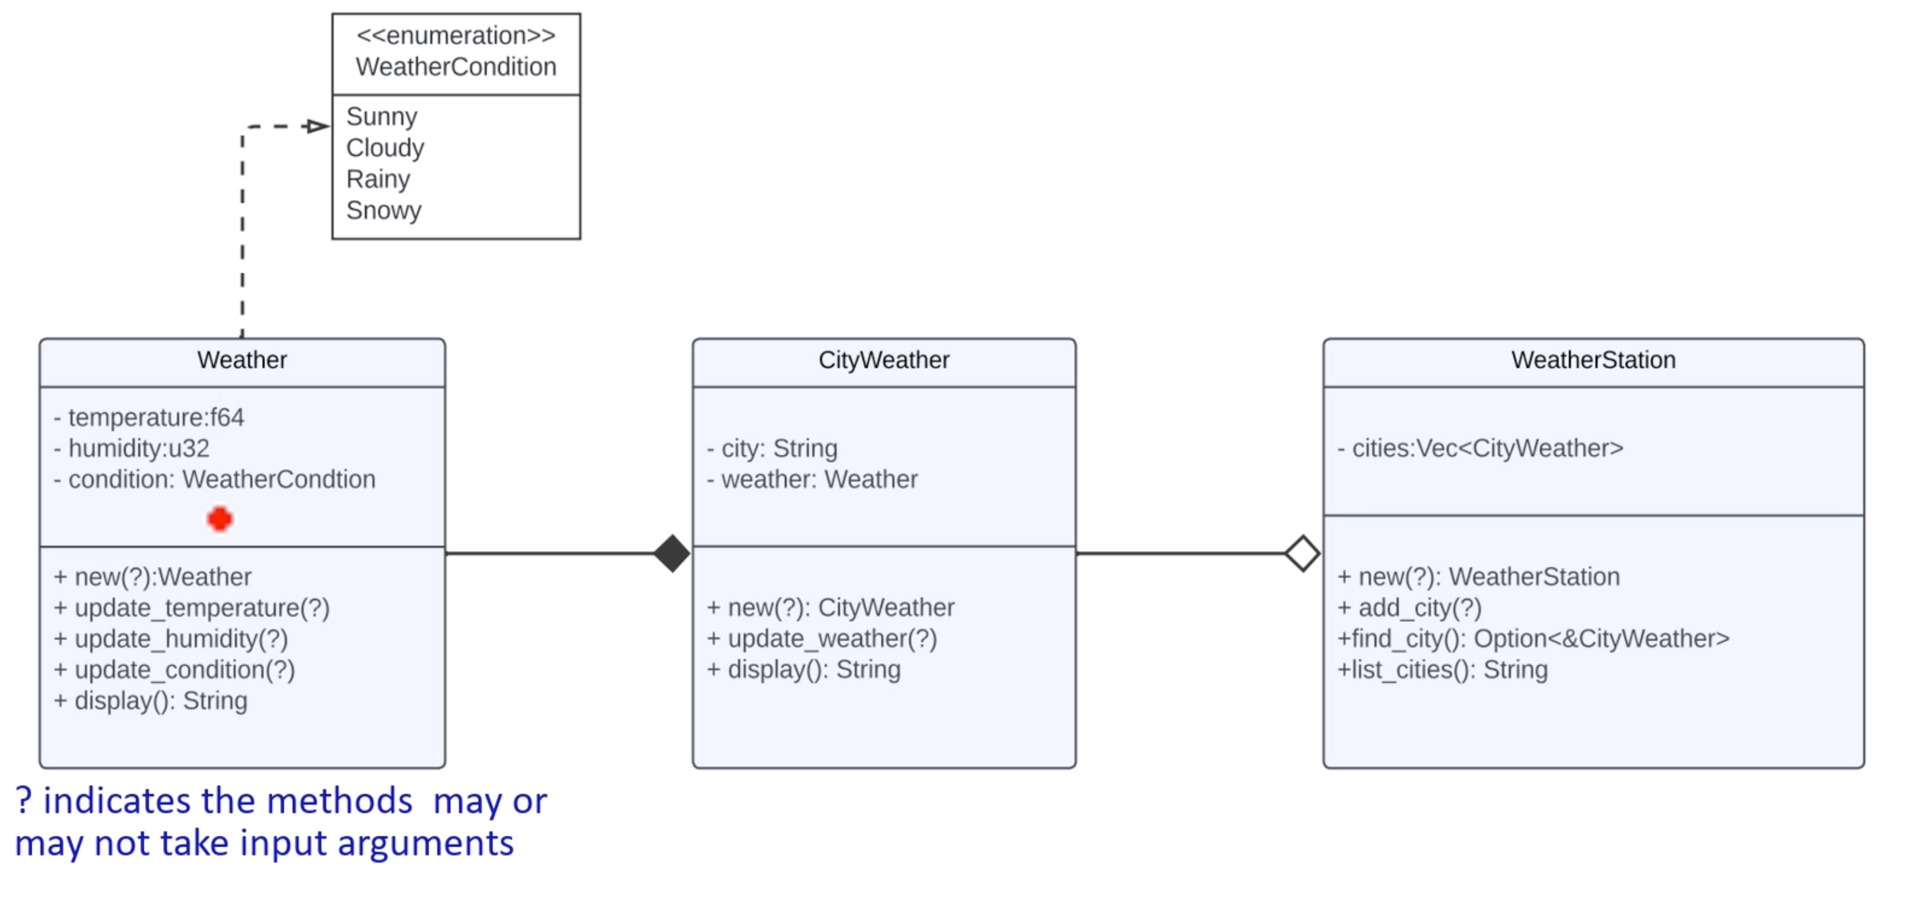 <<enumeration>>
WeatherCondition
Sunny
Cloudy
Rainy
Snowy
Weather
- temperature:f64
- humidity:u32
- condition: WeatherCondtion
+ new(?):Weather
+ update_temperature(?)
+ update_humidity(?)
+ update_condition(?)
+ display(): String
CityWeather
- city: String
- weather: Weather
+ new(?): CityWeather
+ update_weather(?)
+ display(): String
WeatherStation
- cities:Vec<CityWeather>
+ new(?): WeatherStation
+ add_city(?)
+find_city(): Option<&CityWeather>
+list_cities(): String
? indicates the methods  may or
may not take input arguments